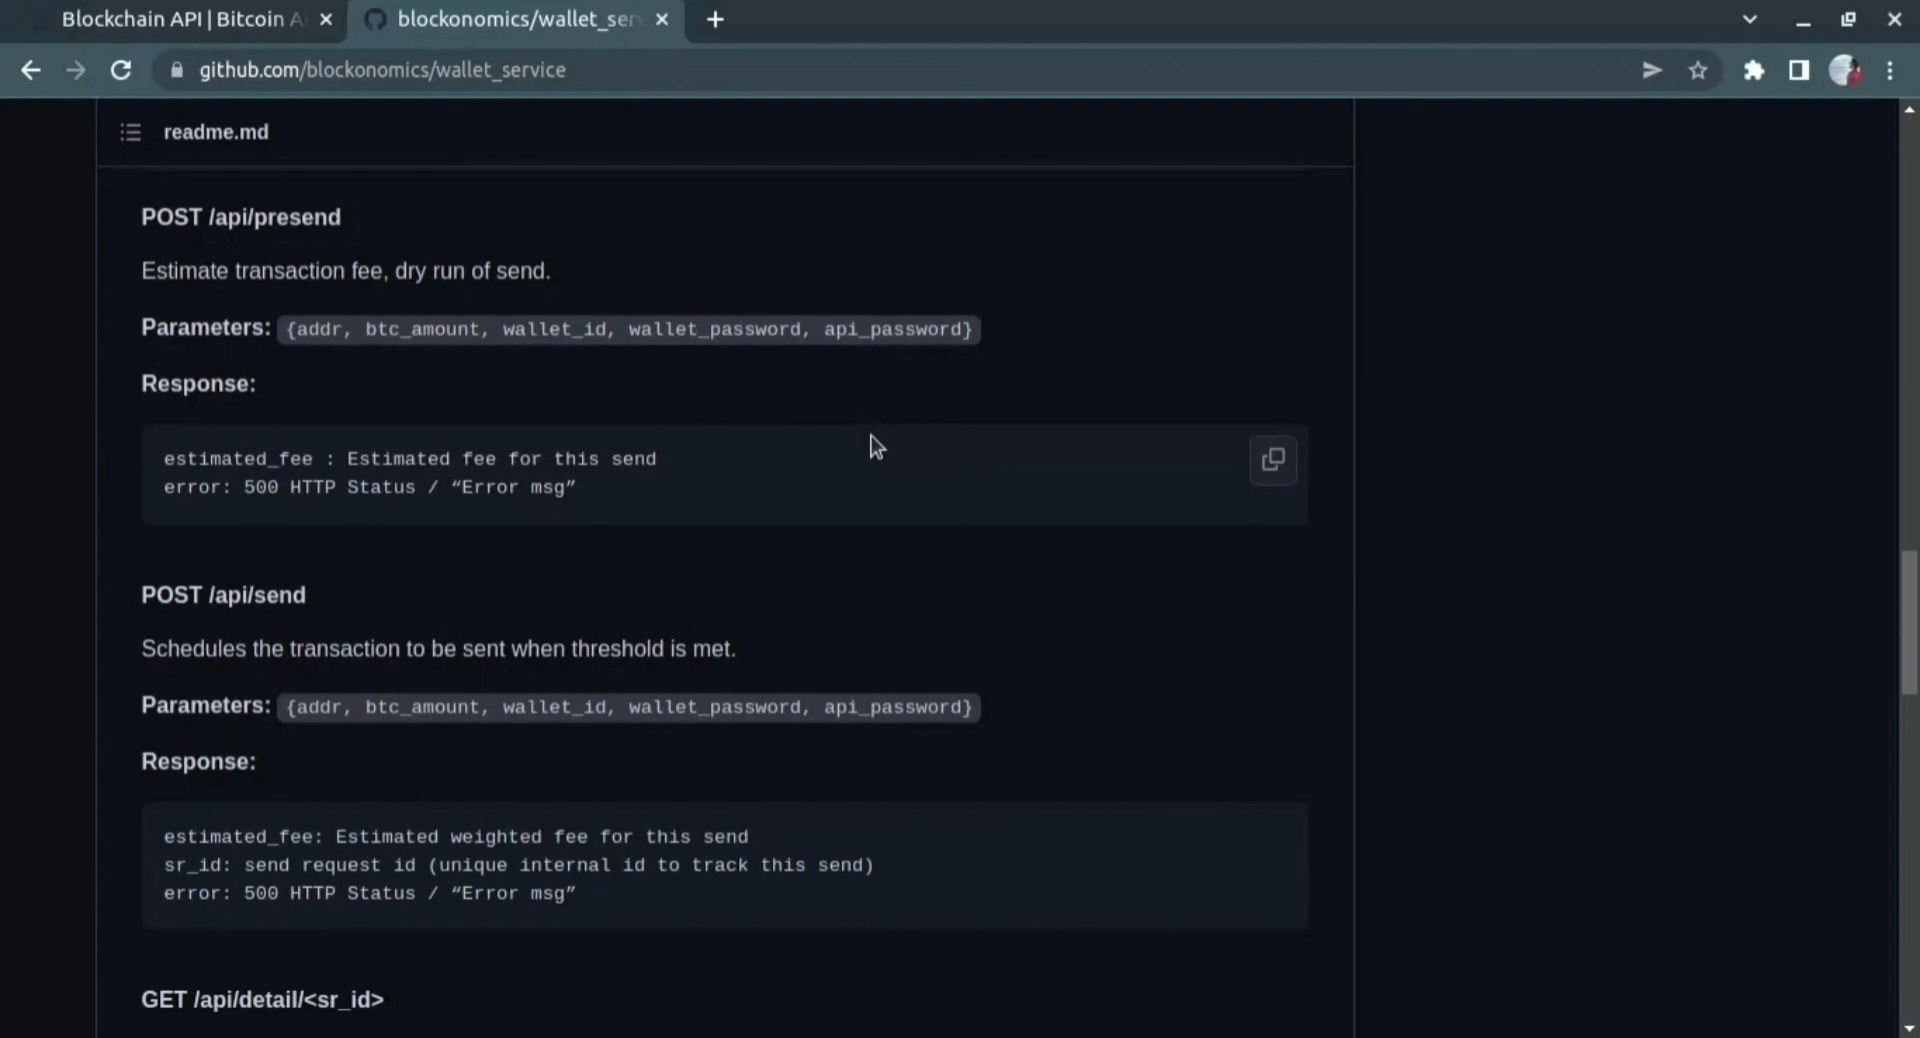 Blockchain API | Bitcoin A
blockonomics/wallet_ser
github.com/blockonomics/wallet_service
readme.md
POST /api/presend
Estimate transaction fee, dry run of send.
Parameters: {addr, btc_amount, wallet_id, wallet_password, api_password}
Response:
estimated_fee : Estimated fee for this send
error: 500 HTTP Status / “Error msg”
POST /api/send
Schedules the transaction to be sent when threshold is met.
Parameters: {addr, btc_amount, wallet_id, wallet_password, api_password}
Response:
estimated_fee: Estimated weighted fee for this send
sr_id: send request id (unique internal id to track this send)
error: 500 HTTP Status / “Error msg”
GET /api/detail/<sr_id>